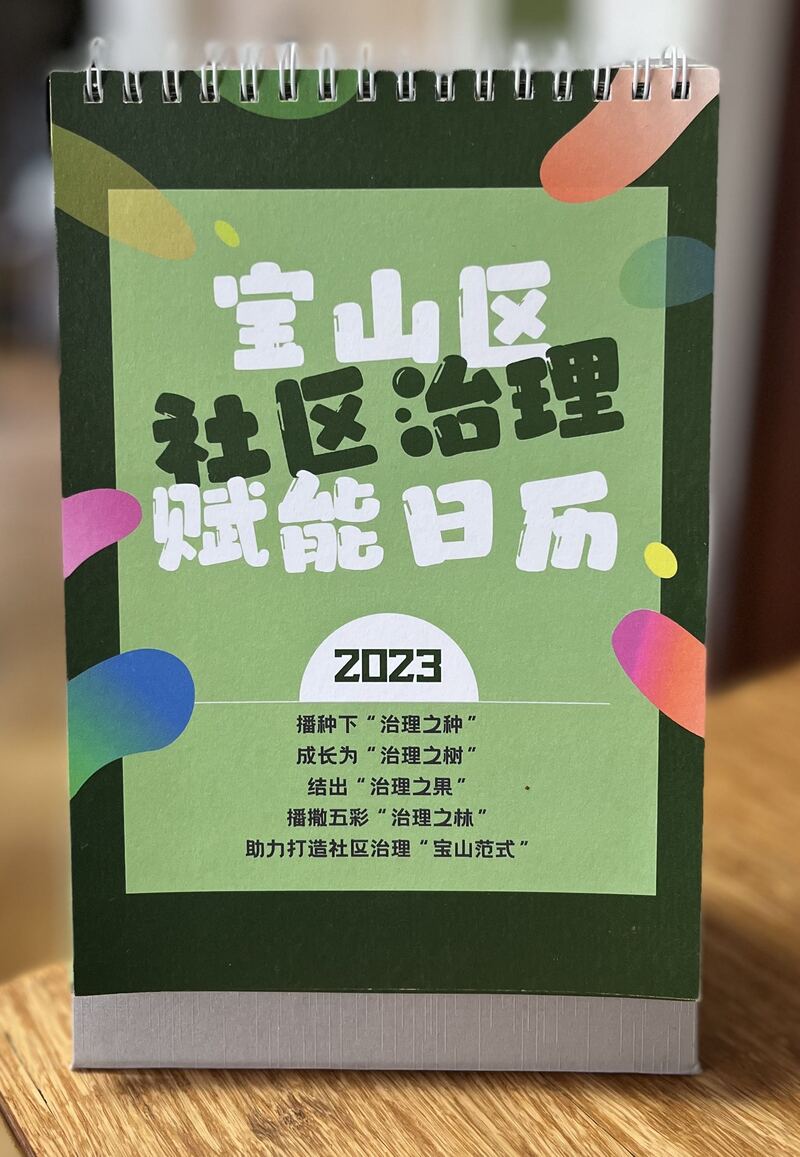 宝山区
社区治理
赋能日历
2023
播种下“治理之种”
成长为“治理之树”
结出“治理之果”
播撒五彩“治理之林”
助力打造社区治理“宝山范式”